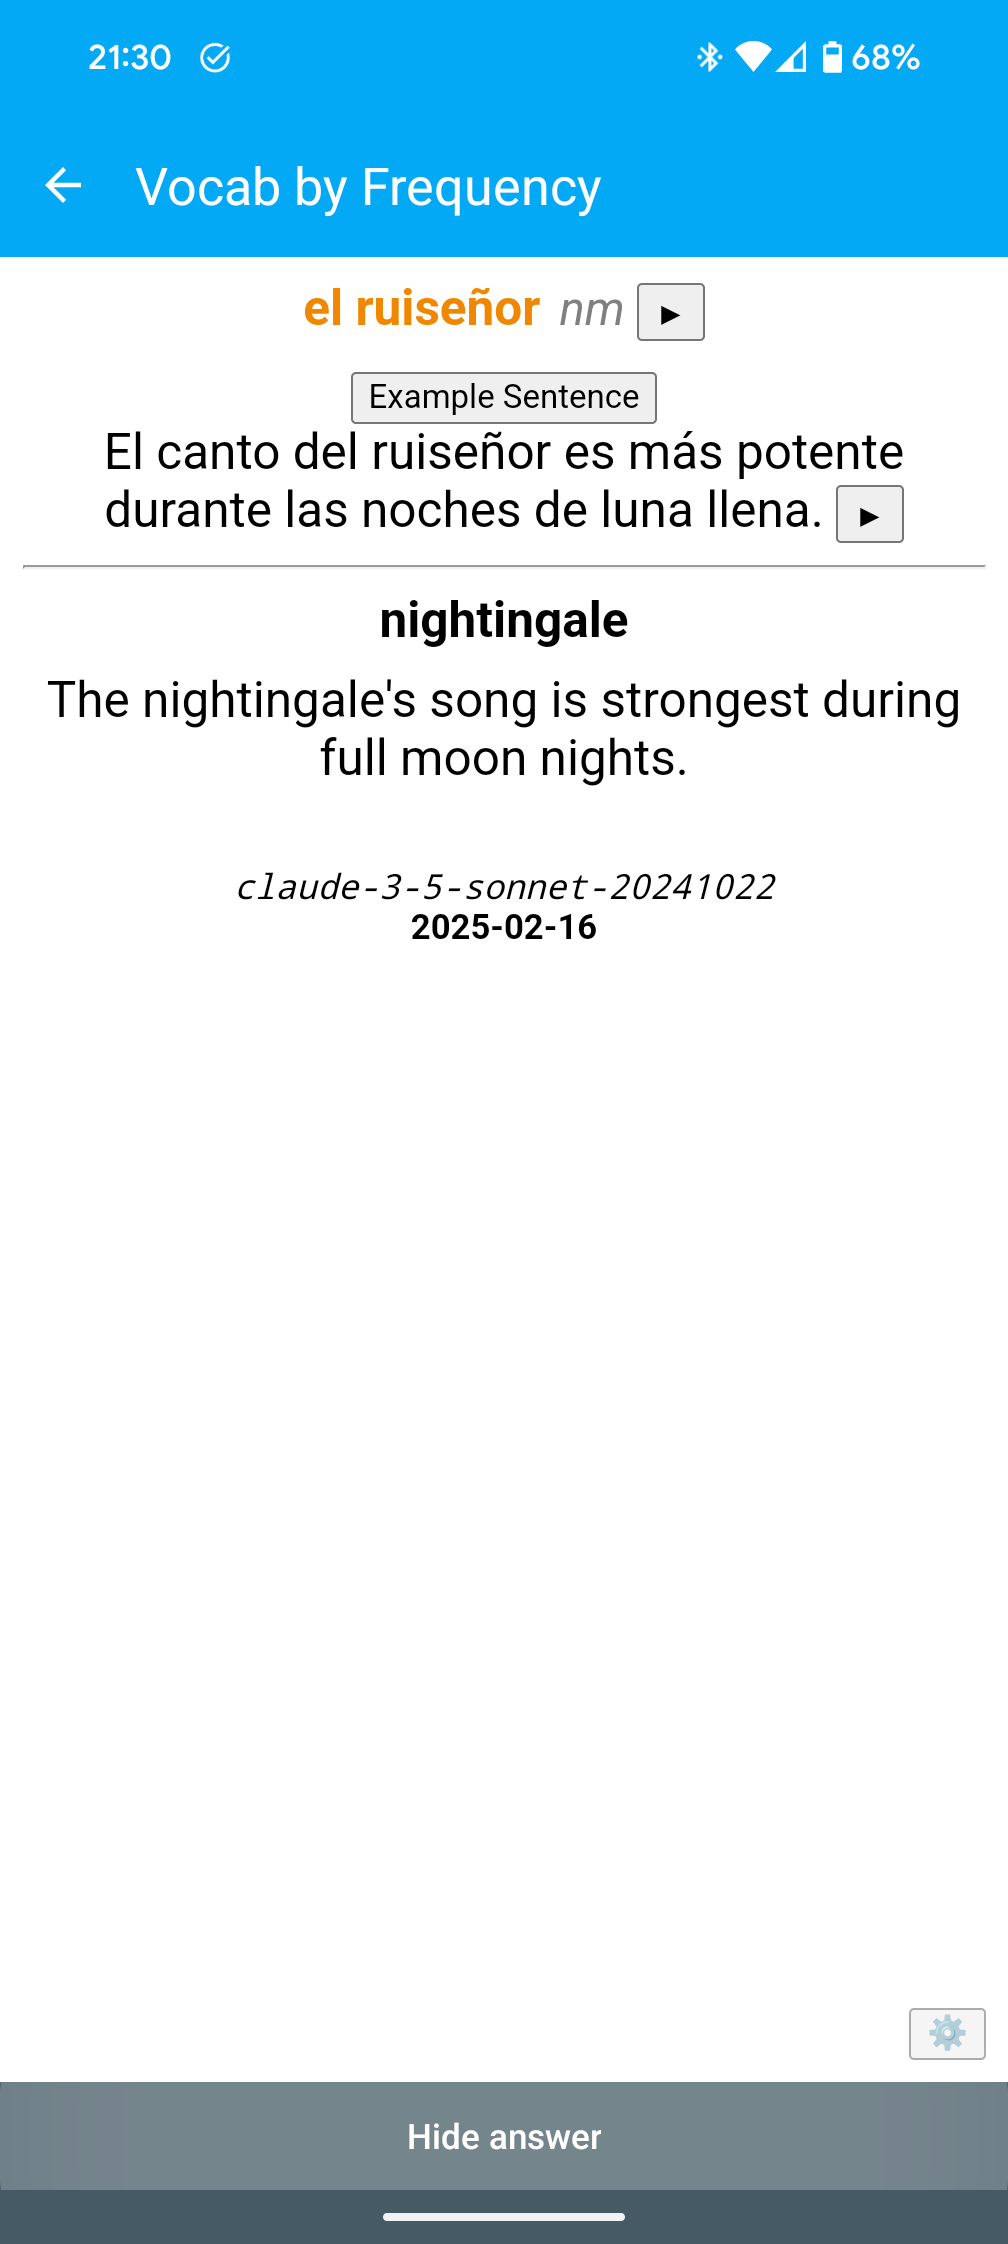 21:30 68%
Vocab by Frequency
el ruiseñor nm
Example Sentence
El canto del ruiseñor es más potente
durante las noches de luna llena.
nightingale
The nightingale's song is strongest during
full moon nights.
claude-3-5-sonnet-20241022
2025-02-16
Hide answer